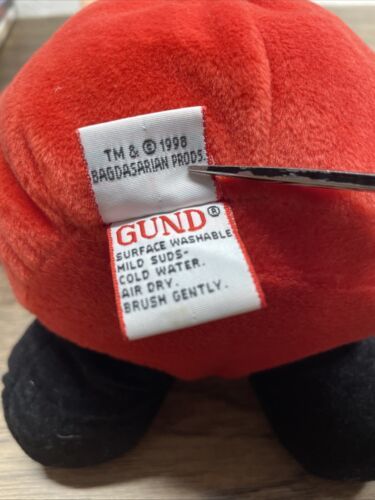 TM & © 1998
BAGDASARIAN PRODS.
GUND®
SURFACE WASHABLE
MILD SUDS-
COLD WATER.
AIR DRY.
BRUSH GENTLY.